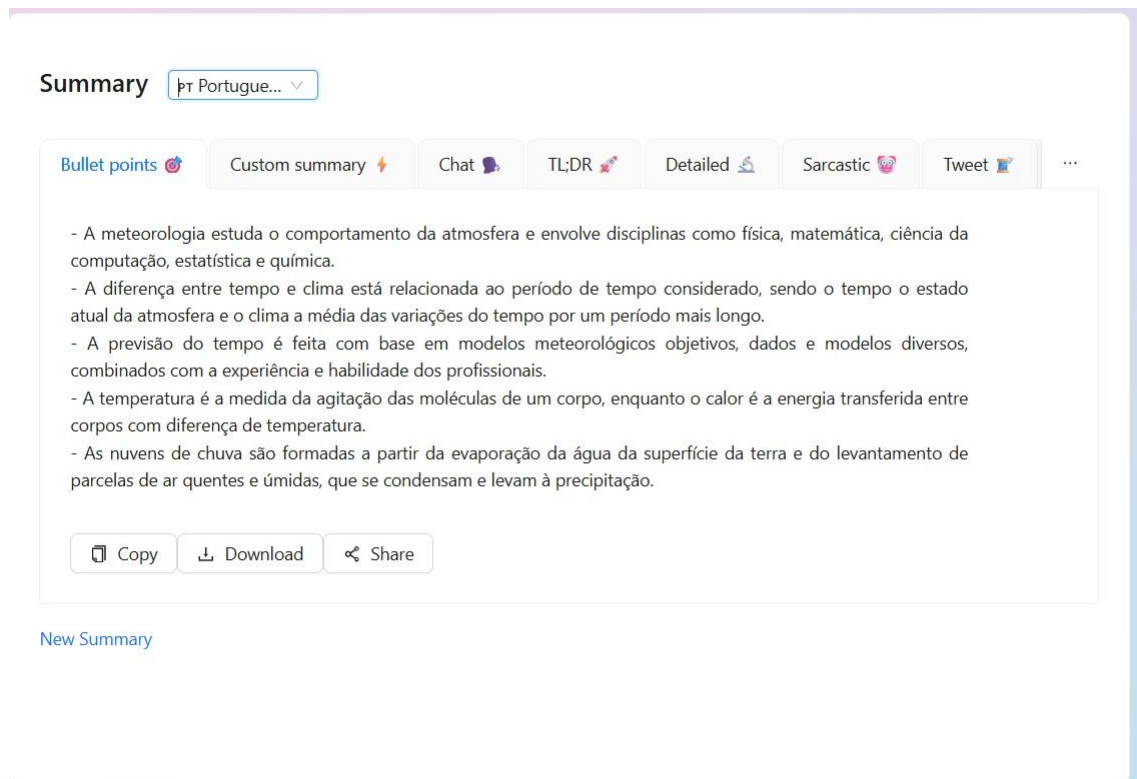 Summary PT Portugue...
Bullet points 🎯 Custom summary ⚡ Chat 🗣 TL;DR 🚀 Detailed 🔬 Sarcastic 🤡 Tweet 🧵 ...
- A meteorologia estuda o comportamento da atmosfera e envolve disciplinas como física, matemática, ciência da
computação, estatística e química.
- A diferença entre tempo e clima está relacionada ao período de tempo considerado, sendo o tempo o estado
atual da atmosfera e o clima a média das variações do tempo por um período mais longo.
- A previsão do tempo é feita com base em modelos meteorológicos objetivos, dados e modelos diversos,
combinados com a experiência e habilidade dos profissionais.
- A temperatura é a medida da agitação das moléculas de um corpo, enquanto o calor é a energia transferida entre
corpos com diferença de temperatura.
- As nuvens de chuva são formadas a partir da evaporação da água da superfície da terra e do levantamento de
parcelas de ar quentes e úmidas, que se condensam e levam à precipitação.
Copy Download Share
New Summary